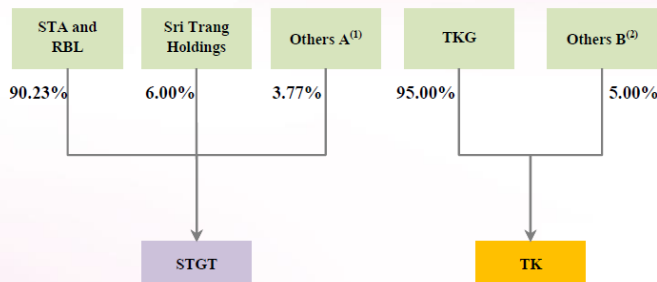 STA and
RBL
Sri Trang
Holdings
Others A(1)
TKG
Others B(2)
90.23%
6.00%
3.77%
95.00%
5.00%
STGT
TK